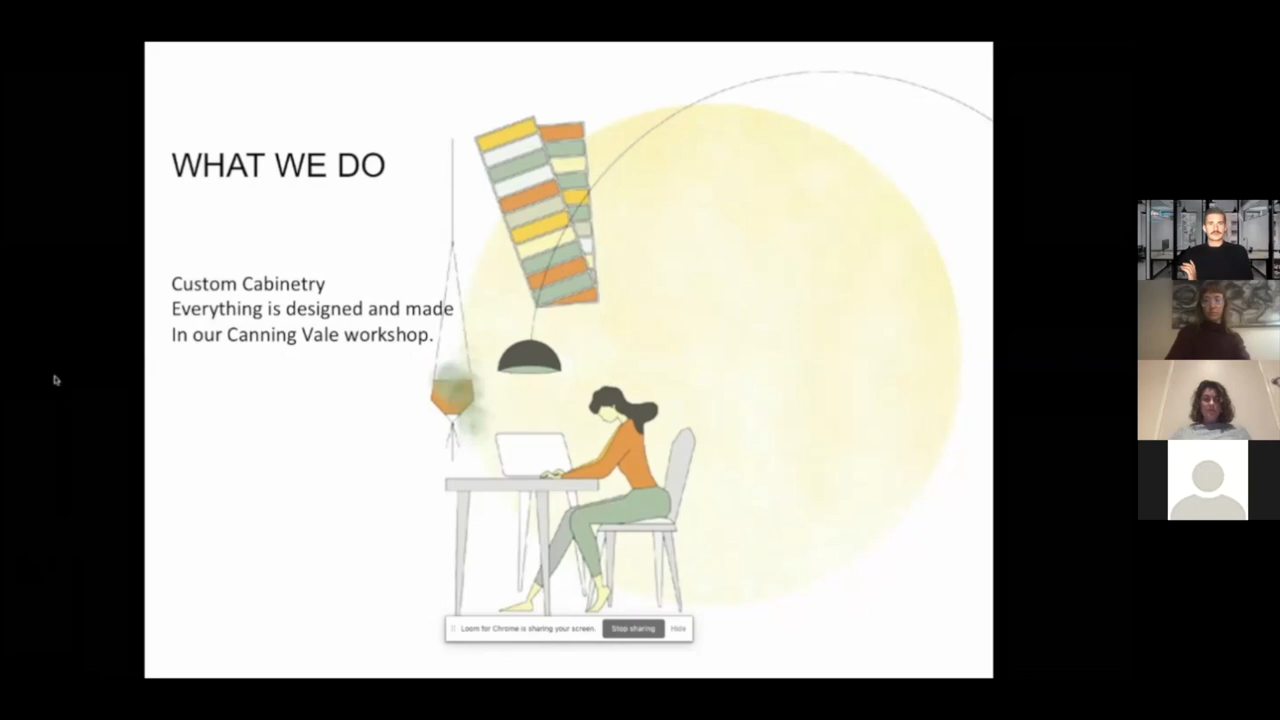 WHAT WE DO
Custom Cabinetry
Everything is designed and made
In our Canning Vale workshop.
Loom for Chrome is sharing your screen. Stop sharing Hide